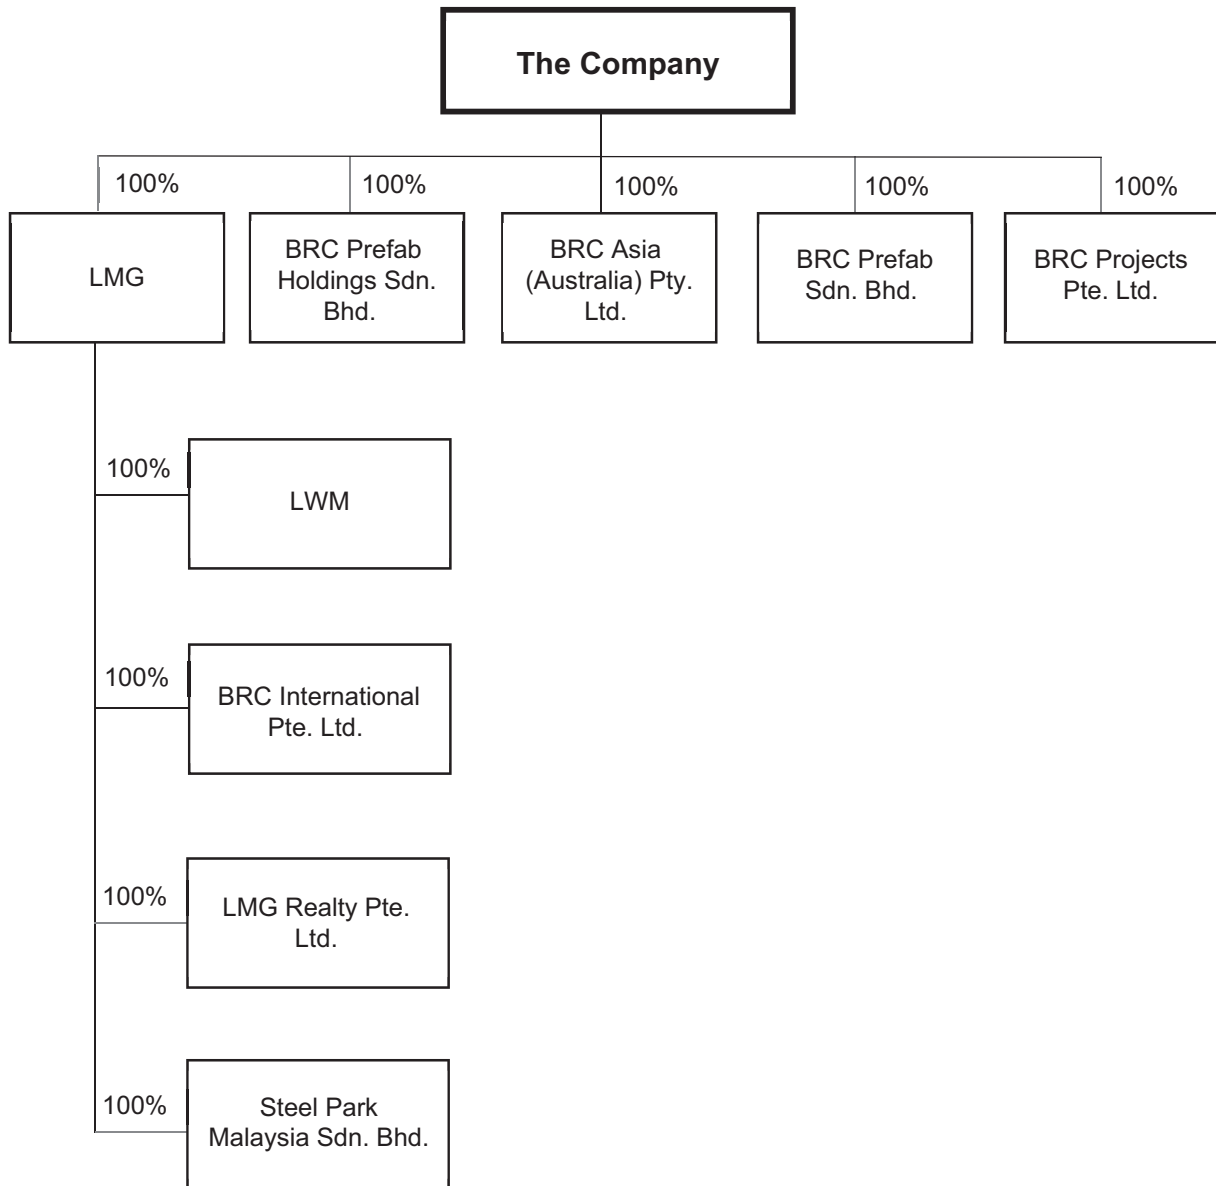 The Company
100%
100%
100%
100%
100%
LMG
BRC Prefab
Holdings Sdn.
Bhd.
BRC Asia
(Australia) Pty.
Ltd.
BRC Prefab
Sdn. Bhd.
BRC Projects
Pte. Ltd.
100%
LWM
100%
BRC International
Pte. Ltd.
100%
LMG Realty Pte.
Ltd.
100%
Steel Park
Malaysia Sdn. Bhd.